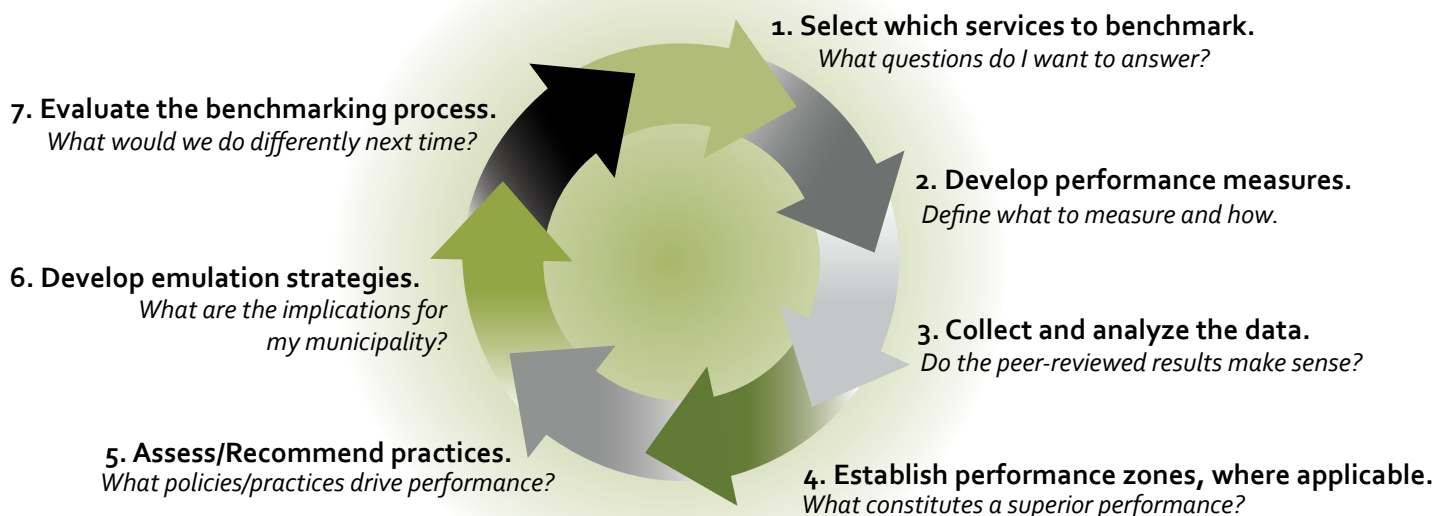 1. Select which services to benchmark.
What questions do I want to answer?
2. Develop performance measures.
Define what to measure and how.
3. Collect and analyze the data.
Do the peer-reviewed results make sense?
4. Establish performance zones, where applicable.
What constitutes a superior performance?
5. Assess/Recommend practices.
What policies/practices drive performance?
6. Develop emulation strategies.
What are the implications for
my municipality?
7. Evaluate the benchmarking process.
What would we do differently next time?